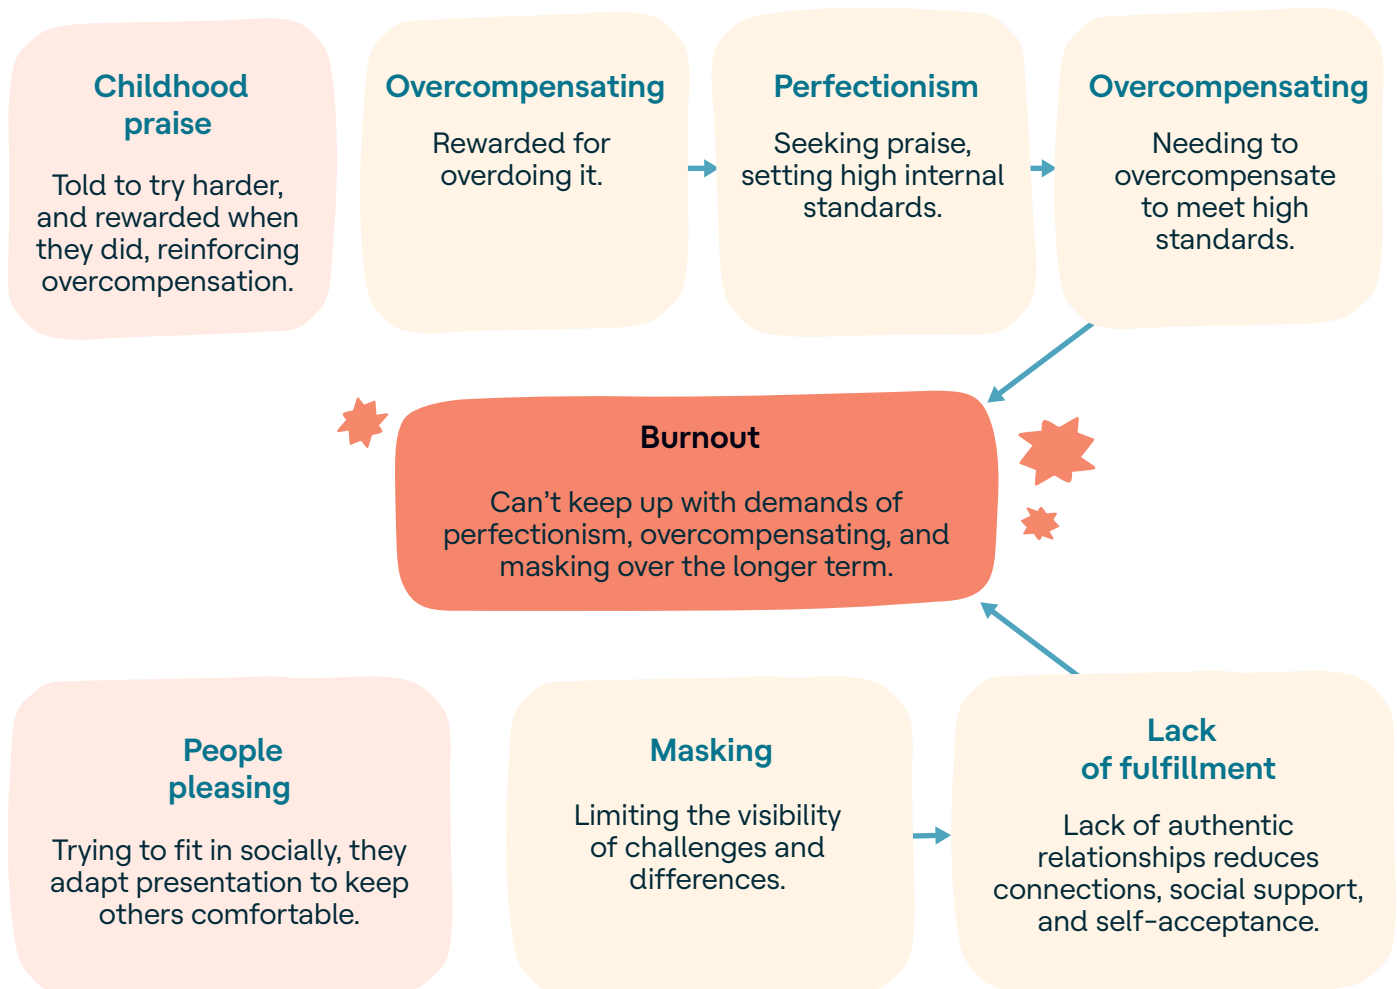 Childhood
praise
Told to try harder,
and rewarded when
they did, reinforcing
overcompensation.
Overcompensating
Rewarded for
overdoing it.
Perfectionism
Seeking praise,
setting high internal
standards.
Overcompensating
Needing to
overcompensate
to meet high
standards.
Burnout
Can’t keep up with demands of
perfectionism, overcompensating, and
masking over the longer term.
People
pleasing
Trying to fit in socially, they
adapt presentation to keep
others comfortable.
Masking
Limiting the visibility
of challenges and
differences.
Lack
of fulfillment
Lack of authentic
relationships reduces
connections, social support,
and self-acceptance.